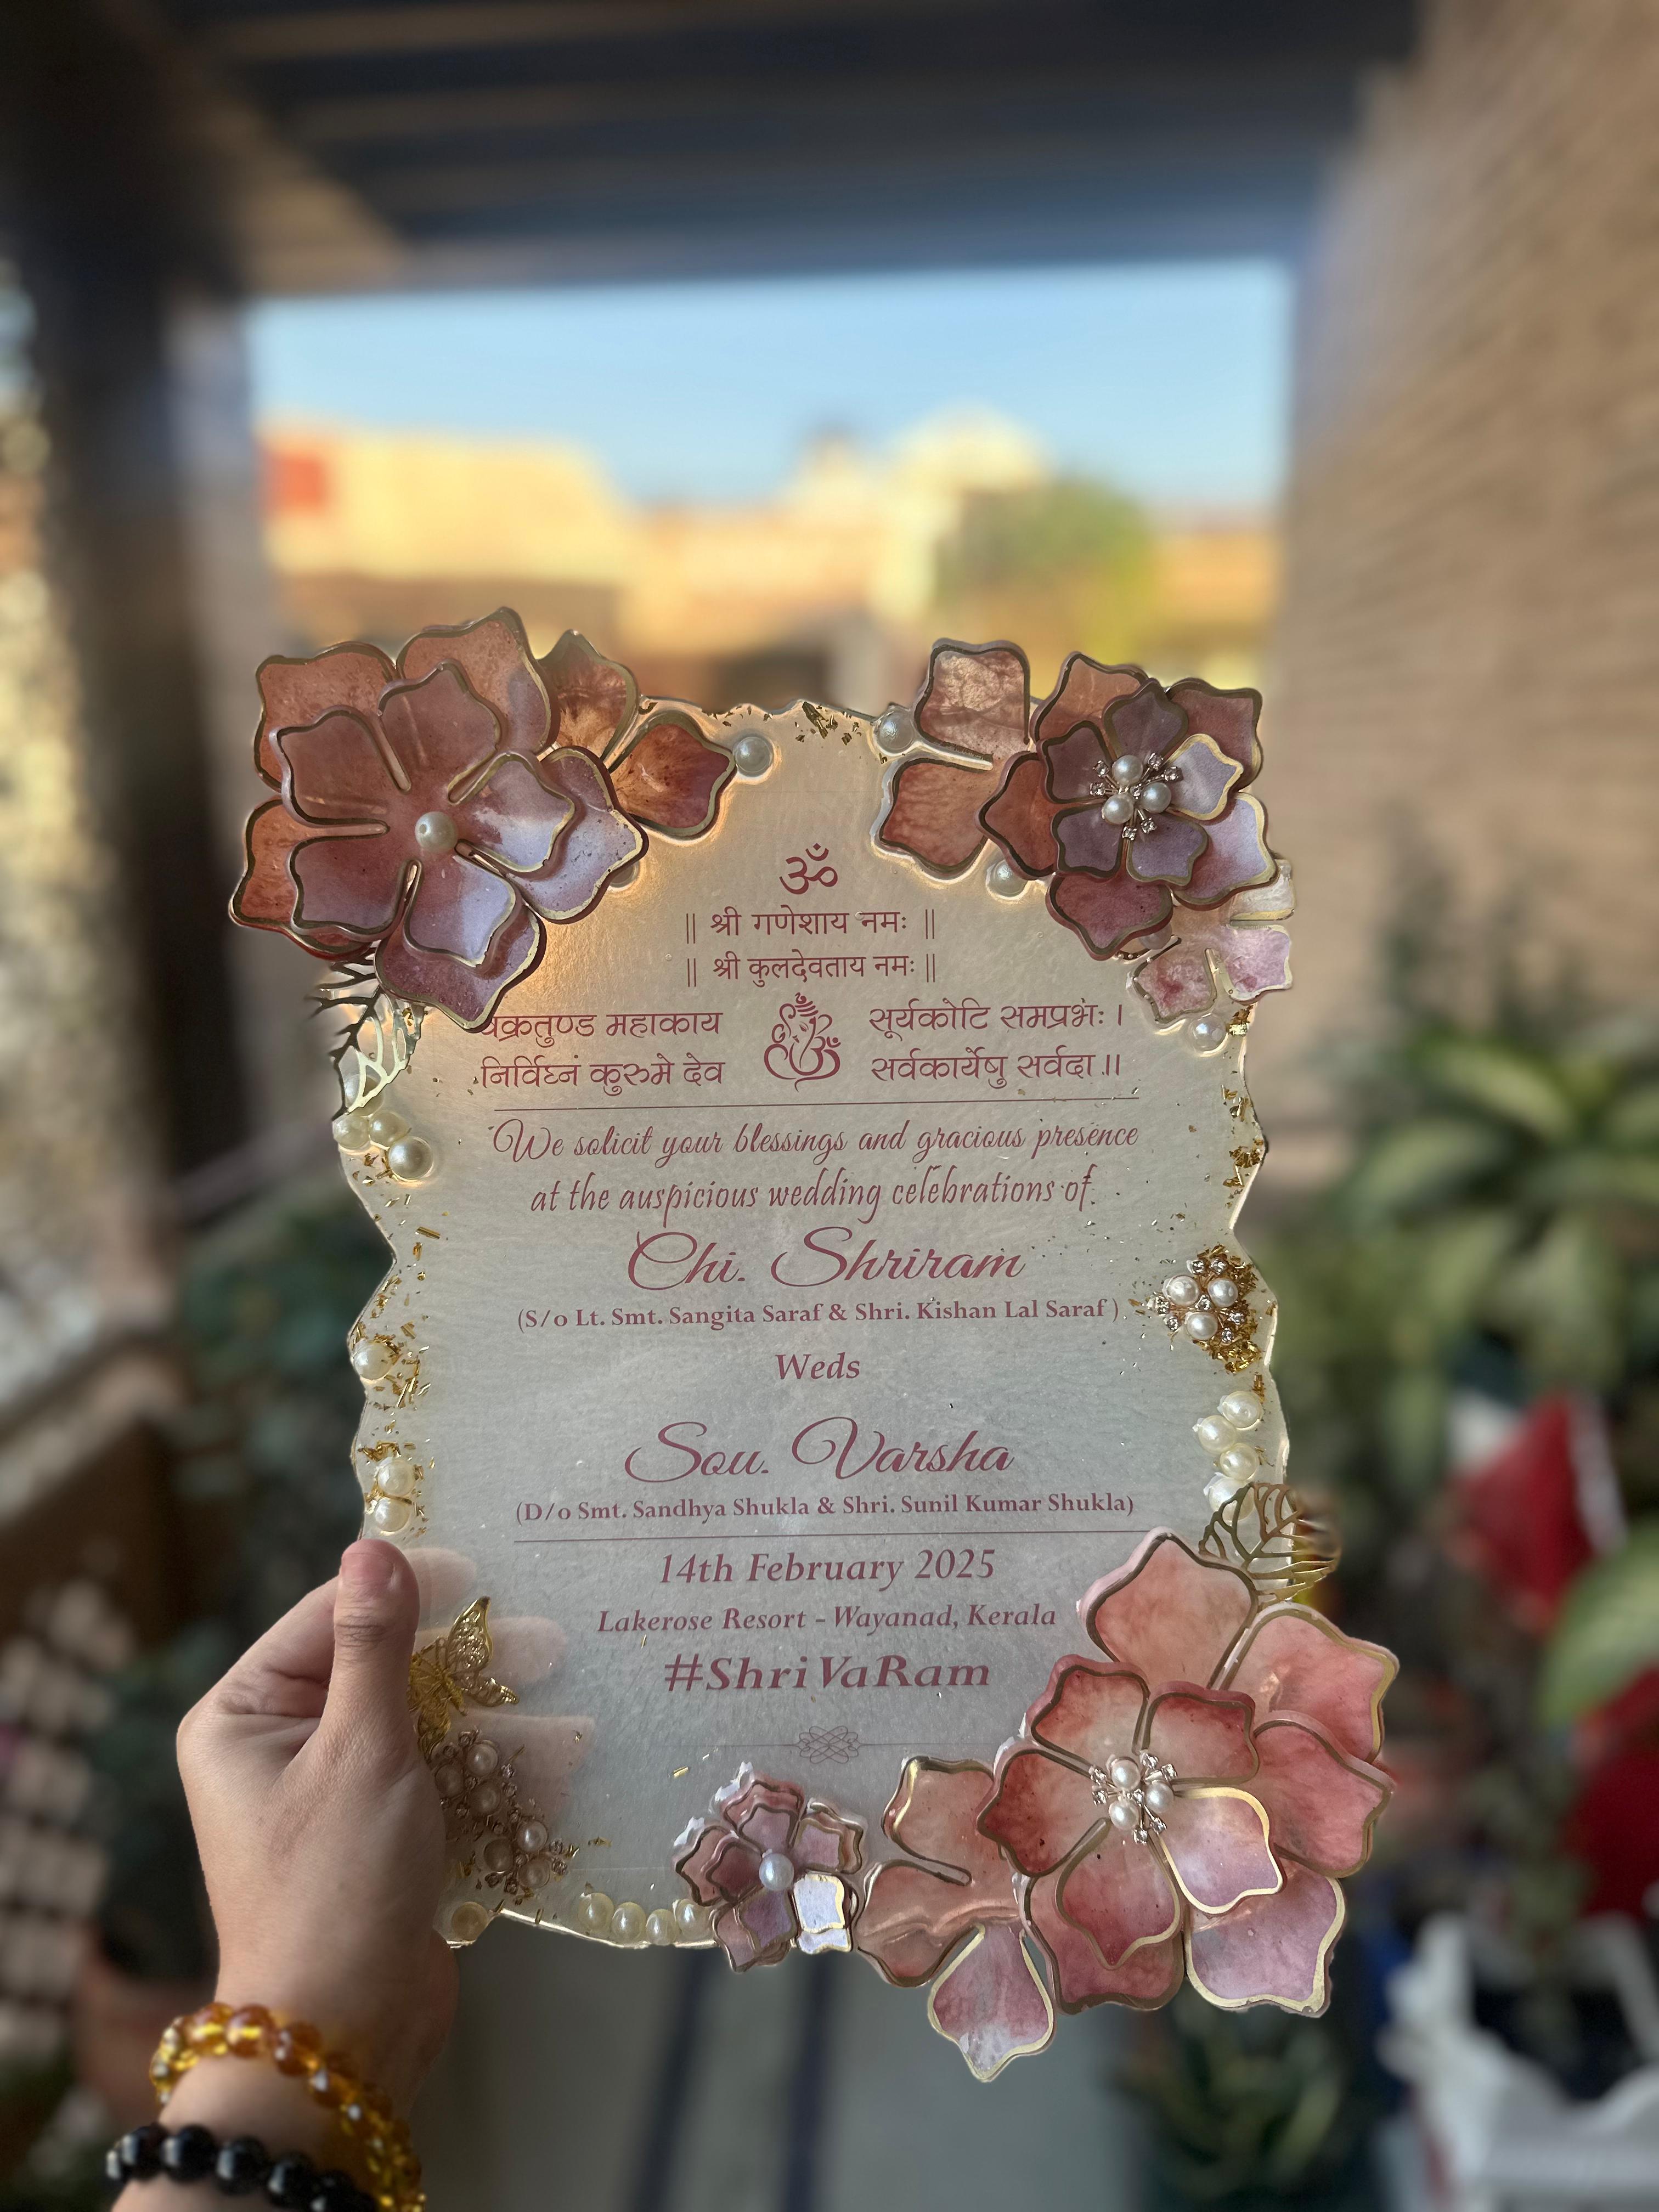 ॐ
|| श्री गणेशाय नमः ||
|| श्री कुलदेवताय नमः ||
वक्रतुण्ड महाकाय सूर्यकोटि समप्रभः ।
निर्विघ्नं कुरुमे देव सर्वकार्येषु सर्वदा ।।
We solicit your blessings and gracious presence
at the auspicious wedding celebrations of
Chi. Shriram
(S/o Lt. Smt. Sangita Saraf & Shri. Kishan Lal Saraf )
Weds
Sou. Varsha
(D/o Smt. Sandhya Shukla & Shri. Sunil Kumar Shukla)
14th February 2025
Lakerose Resort - Wayanad, Kerala
#ShriVaRam